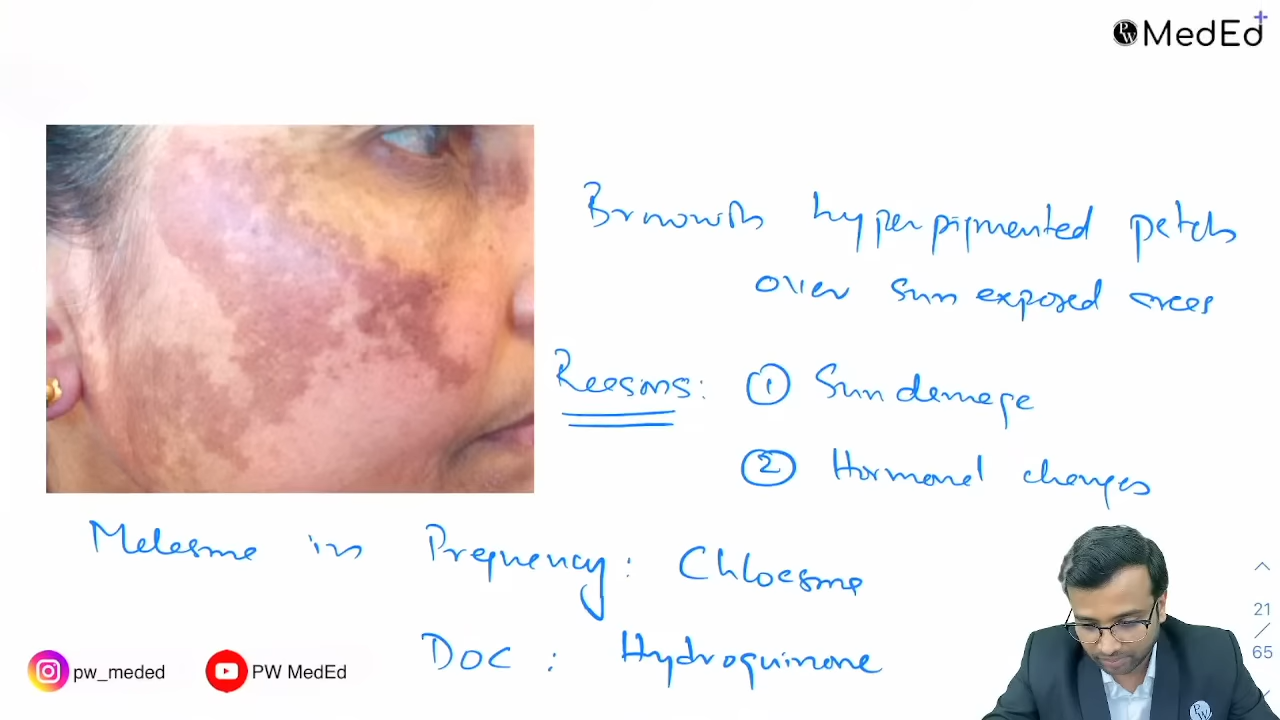 PW MedEd+
Brownish hyperpigmented patch
over sun exposed areas
Reasons: ① Sun damage
② Hormonal changes
Melasma in Pregnancy: Chloasma
DOC : Hydroquinone
pw_meded PW MedEd
21
/
65